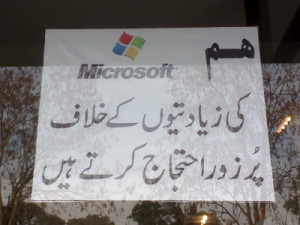 ہم Microsoft
کی زیادتیوں کے خلاف
پُرزور احتجاج کرتے ہیں